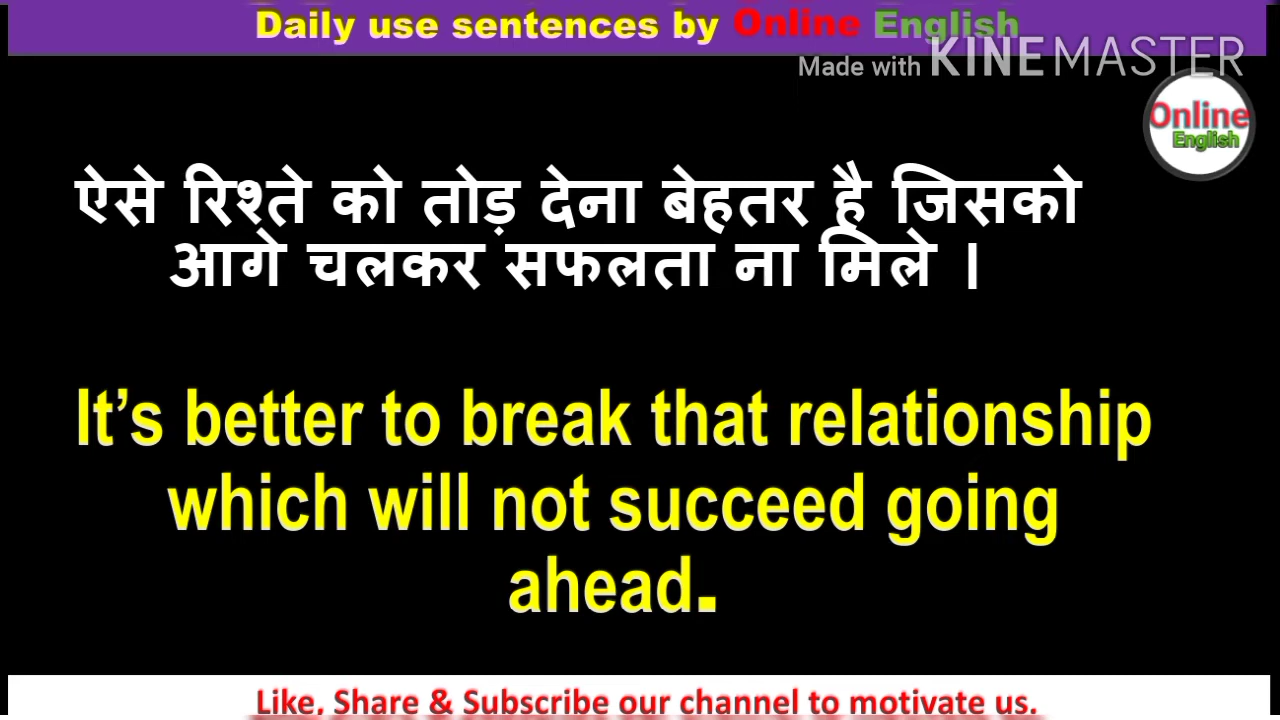 Daily use sentences by Online English
Made with KINEMASTER
Online
English
ऐसे रिश्ते को तोड़ देना बेहतर है जिसको
आगे चलकर सफलता ना मिले ।
It’s better to break that relationship
which will not succeed going
ahead.
Like, Share & Subscribe our channel to motivate us.